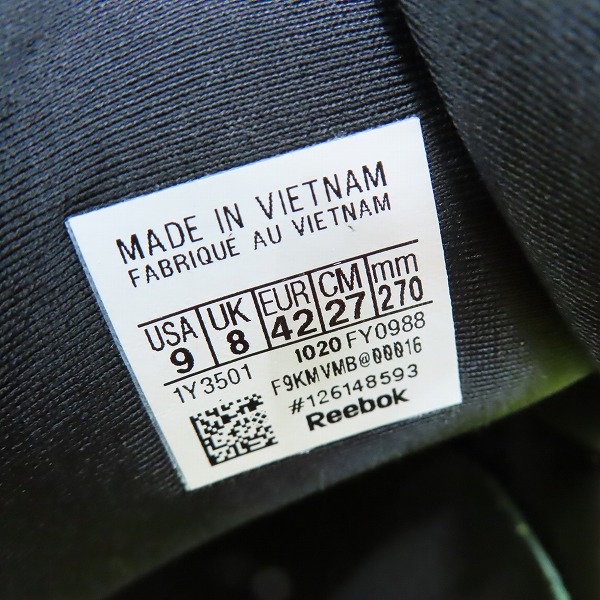 MADE IN VIETNAM
FABRIQUÉ AU VIETNAM
USA UK EUR CM mm
9 8 42 27 270
1Y3501 1020 FY0988
F9KMVMB@00016
#126148593
Reebok